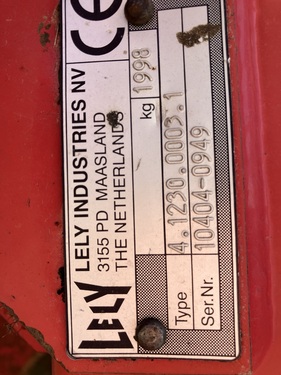 LELY
LELY INDUSTRIES NV
3155 PD MAASLAND
THE NETHERLANDS
CE
kg
1998
Type
4.1230.0003.1
Ser.Nr.
10404-0949